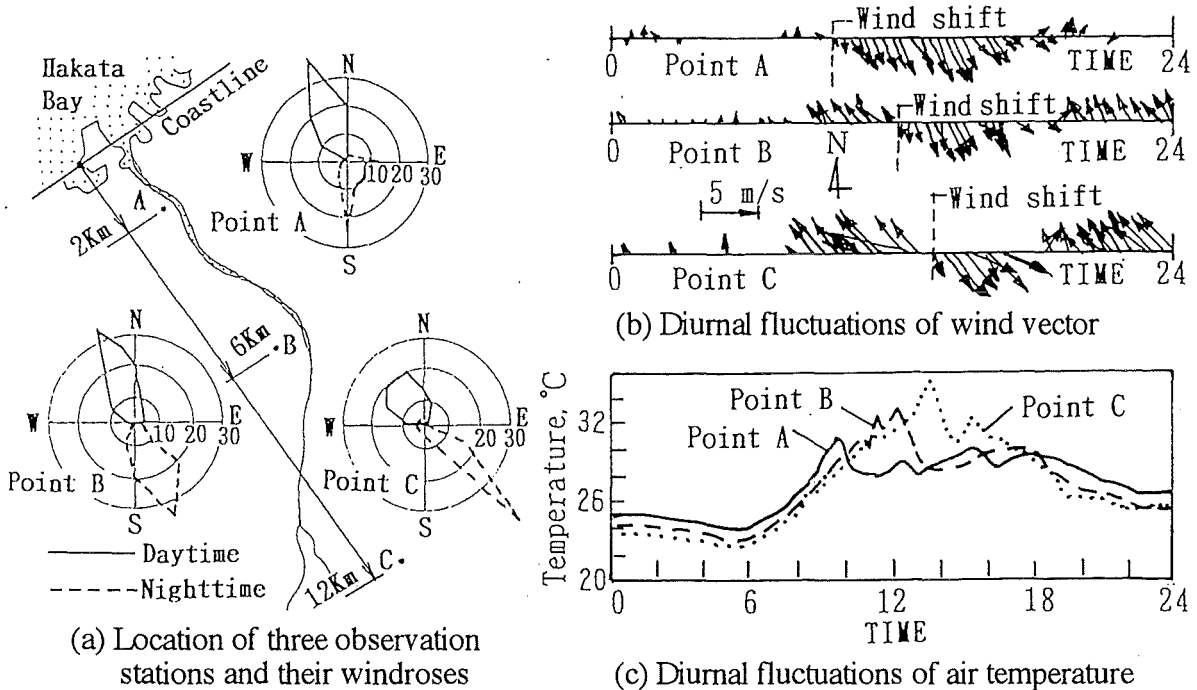 Hakata
Bay
Coastline
N
W
E
10 20 30
S
Point A
A
2Km
6Km
B
N
W
E
10 20 30
S
Point B
N
W
E
20 30
S
Point C
12Km
C
Daytime
Nighttime
(a) Location of three observation
stations and their windroses
Wind shift
0
Point A
TIME
24
Wind shift
0
Point B
N
TIME
24
5 m/s
Wind shift
0
Point C
TIME
24
(b) Diurnal fluctuations of wind vector
Temperature, °C
32
26
20
Point B
Point C
Point A
0
6
12
18
24
TIME
(c) Diurnal fluctuations of air temperature